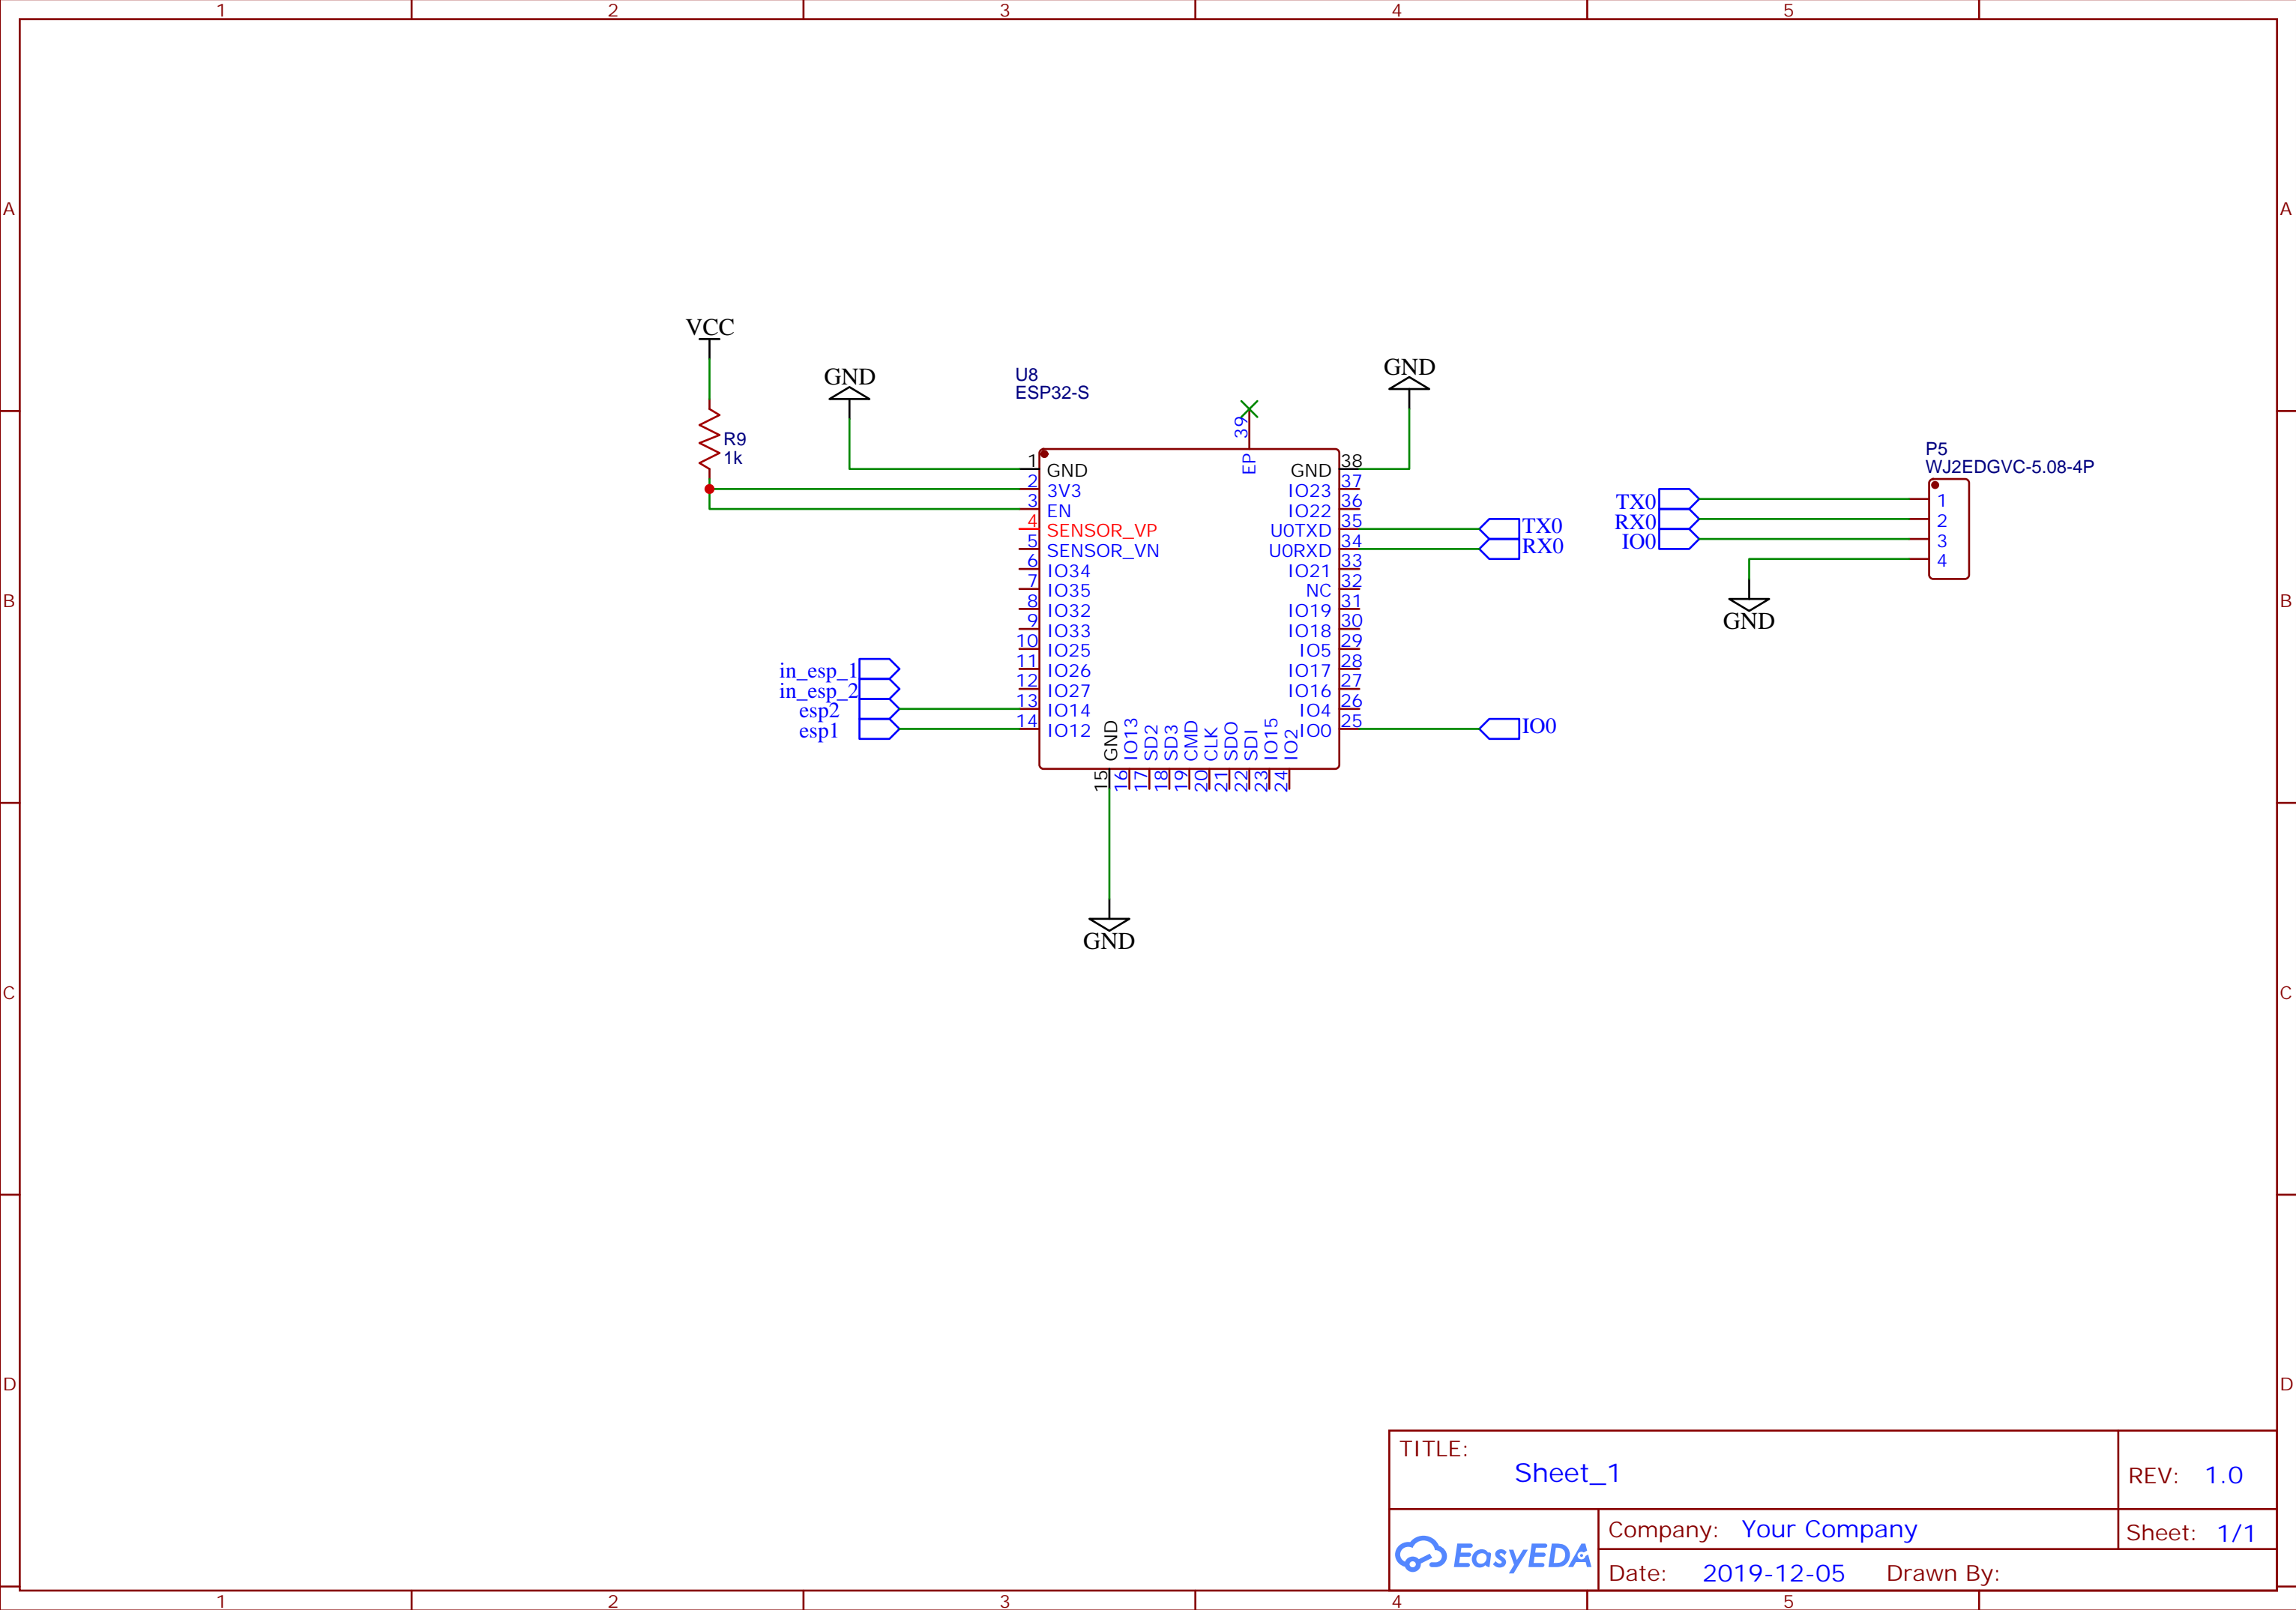 1 2 3 4 5
A A
VCC
GND
GND
U8
ESP32-S
R9
1k
P5
WJ2EDGVC-5.08-4P
39
EP
1 GND
2 3V3
3 EN
4 SENSOR_VP
5 SENSOR_VN
6 IO34
7 IO35
8 IO32
9 IO33
10 IO25
11 IO26
12 IO27
13 IO14
14 IO12
GND 38
IO23 37
IO22 36
U0TXD 35
U0RXD 34
IO21 33
NC 32
IO19 31
IO18 30
IO5 29
IO17 28
IO16 27
IO4 26
IO0 25
GND IO13 SD2 SD3 CMD CLK SDO SDI IO15 IO2
15 16 17 18 19 20 21 22 23 24
in_esp_1
in_esp_2
esp2
esp1
TX0
RX0
IO0
TX0 1
RX0 2
IO0 3
4
GND
B B
GND
C C
D D
TITLE:
Sheet_1
REV: 1.0
EasyEDA
Company: Your Company
Sheet: 1/1
Date: 2019-12-05 Drawn By:
1 2 3 4 5